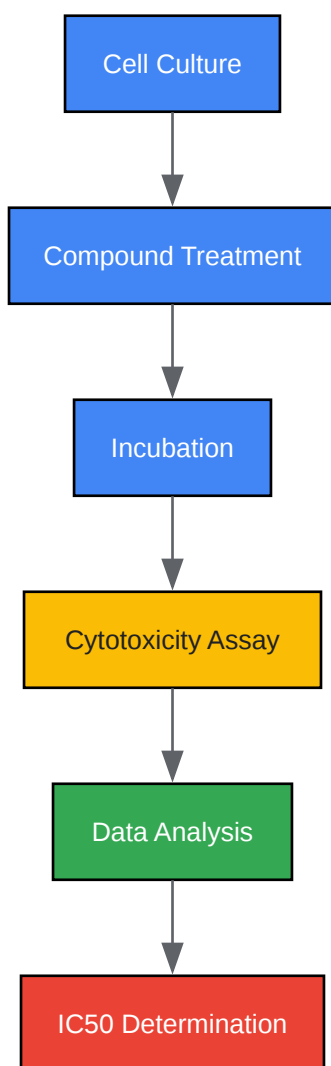 Cell Culture
Compound Treatment
Incubation
Cytotoxicity Assay
Data Analysis
IC50 Determination